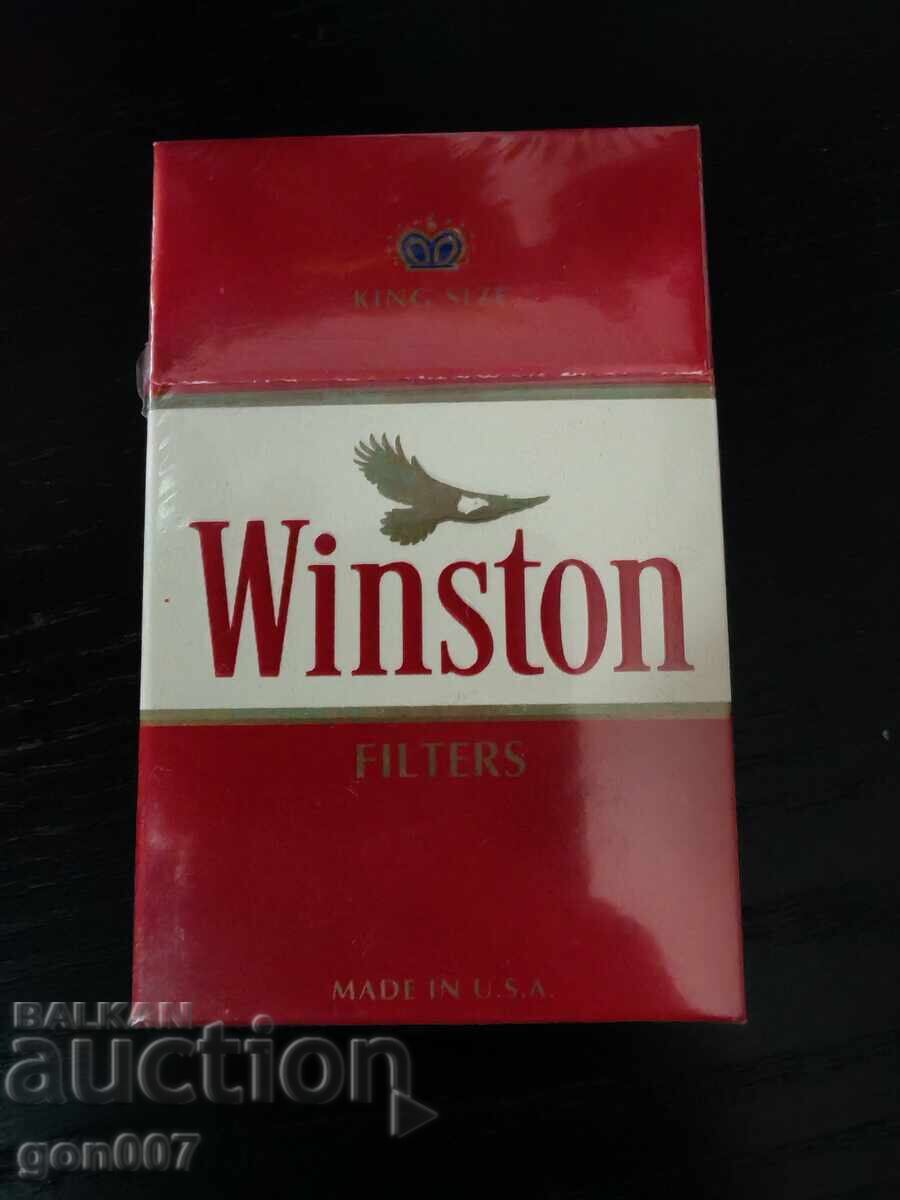 KING SIZE
Winston
FILTERS
MADE IN U.S.A.
BALKAN
auction
gon007